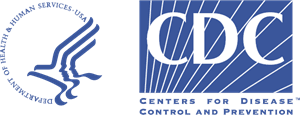 DEPARTMENT OF HEALTH & HUMAN SERVICES·USA
CDC
CENTERS FOR DISEASE™
CONTROL AND PREVENTION